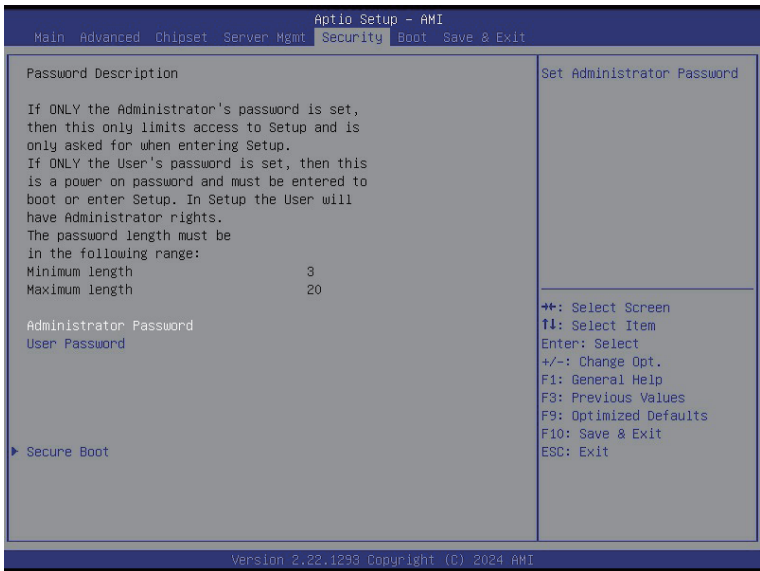 Aptio Setup – AMI
Main Advanced Chipset Server Mgmt Security Boot Save & Exit
Password Description
If ONLY the Administrator's password is set,
then this only limits access to Setup and is
only asked for when entering Setup.
If ONLY the User's password is set, then this
is a power on password and must be entered to
boot or enter Setup. In Setup the User will
have Administrator rights.
The password length must be
in the following range:
Minimum length 3
Maximum length 20
Administrator Password
User Password
Secure Boot
Set Administrator Password
→←: Select Screen
↑↓: Select Item
Enter: Select
+/-: Change Opt.
F1: General Help
F3: Previous Values
F9: Optimized Defaults
F10: Save & Exit
ESC: Exit
Version 2.22.1293 Copyright (C) 2024 AMI